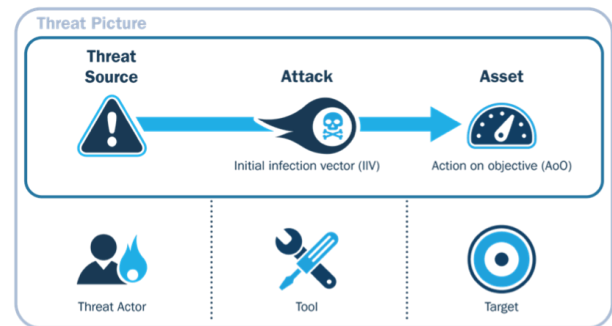 Threat Picture
Threat
Source
Attack
Asset
Initial infection vector (IIV)
Action on objective (AoO)
Threat Actor
Tool
Target